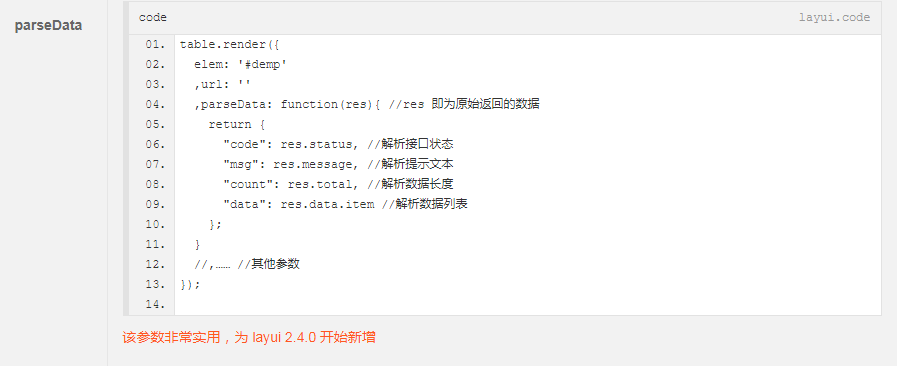 parseData
code layui.code
01. table.render({
02. elem: '#demp'
03. ,url: ''
04. ,parseData: function(res){ //res 即为原始返回的数据
05. return {
06. "code": res.status, //解析接口状态
07. "msg": res.message, //解析提示文本
08. "count": res.total, //解析数据长度
09. "data": res.data.item //解析数据列表
10. };
11. }
12. //,…… //其他参数
13. });
14.
该参数非常实用，为 layui 2.4.0 开始新增